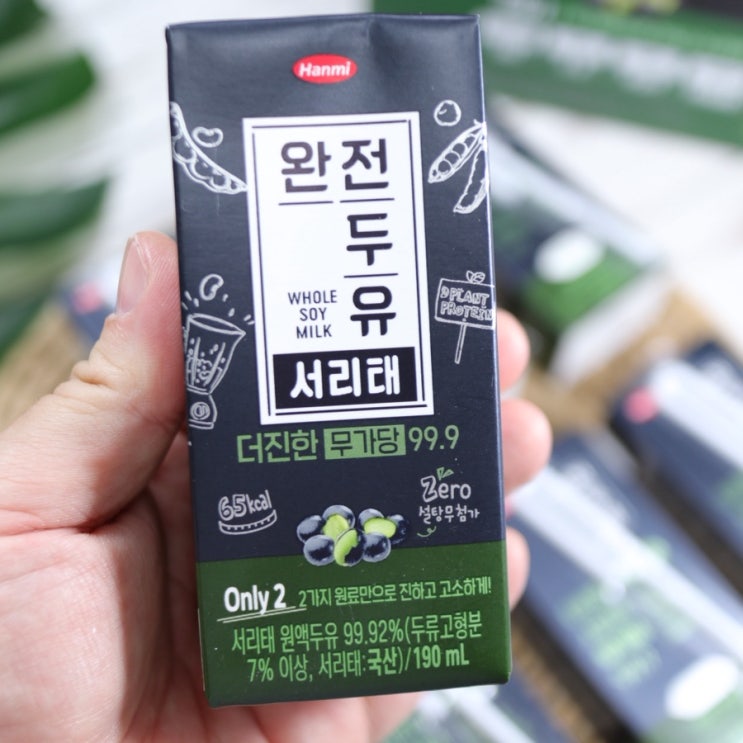 Hanmi
완전
두유
WHOLE
SOY
MILK
서리태
PLANT
PROTEIN
더진한 무가당 99.9
65kcal
Zero
설탕무첨가
Only 2 2가지 원료만으로 진하고 고소하게!
서리태 원액두유 99.92%(두류고형분
7% 이상, 서리태:국산)/190 mL